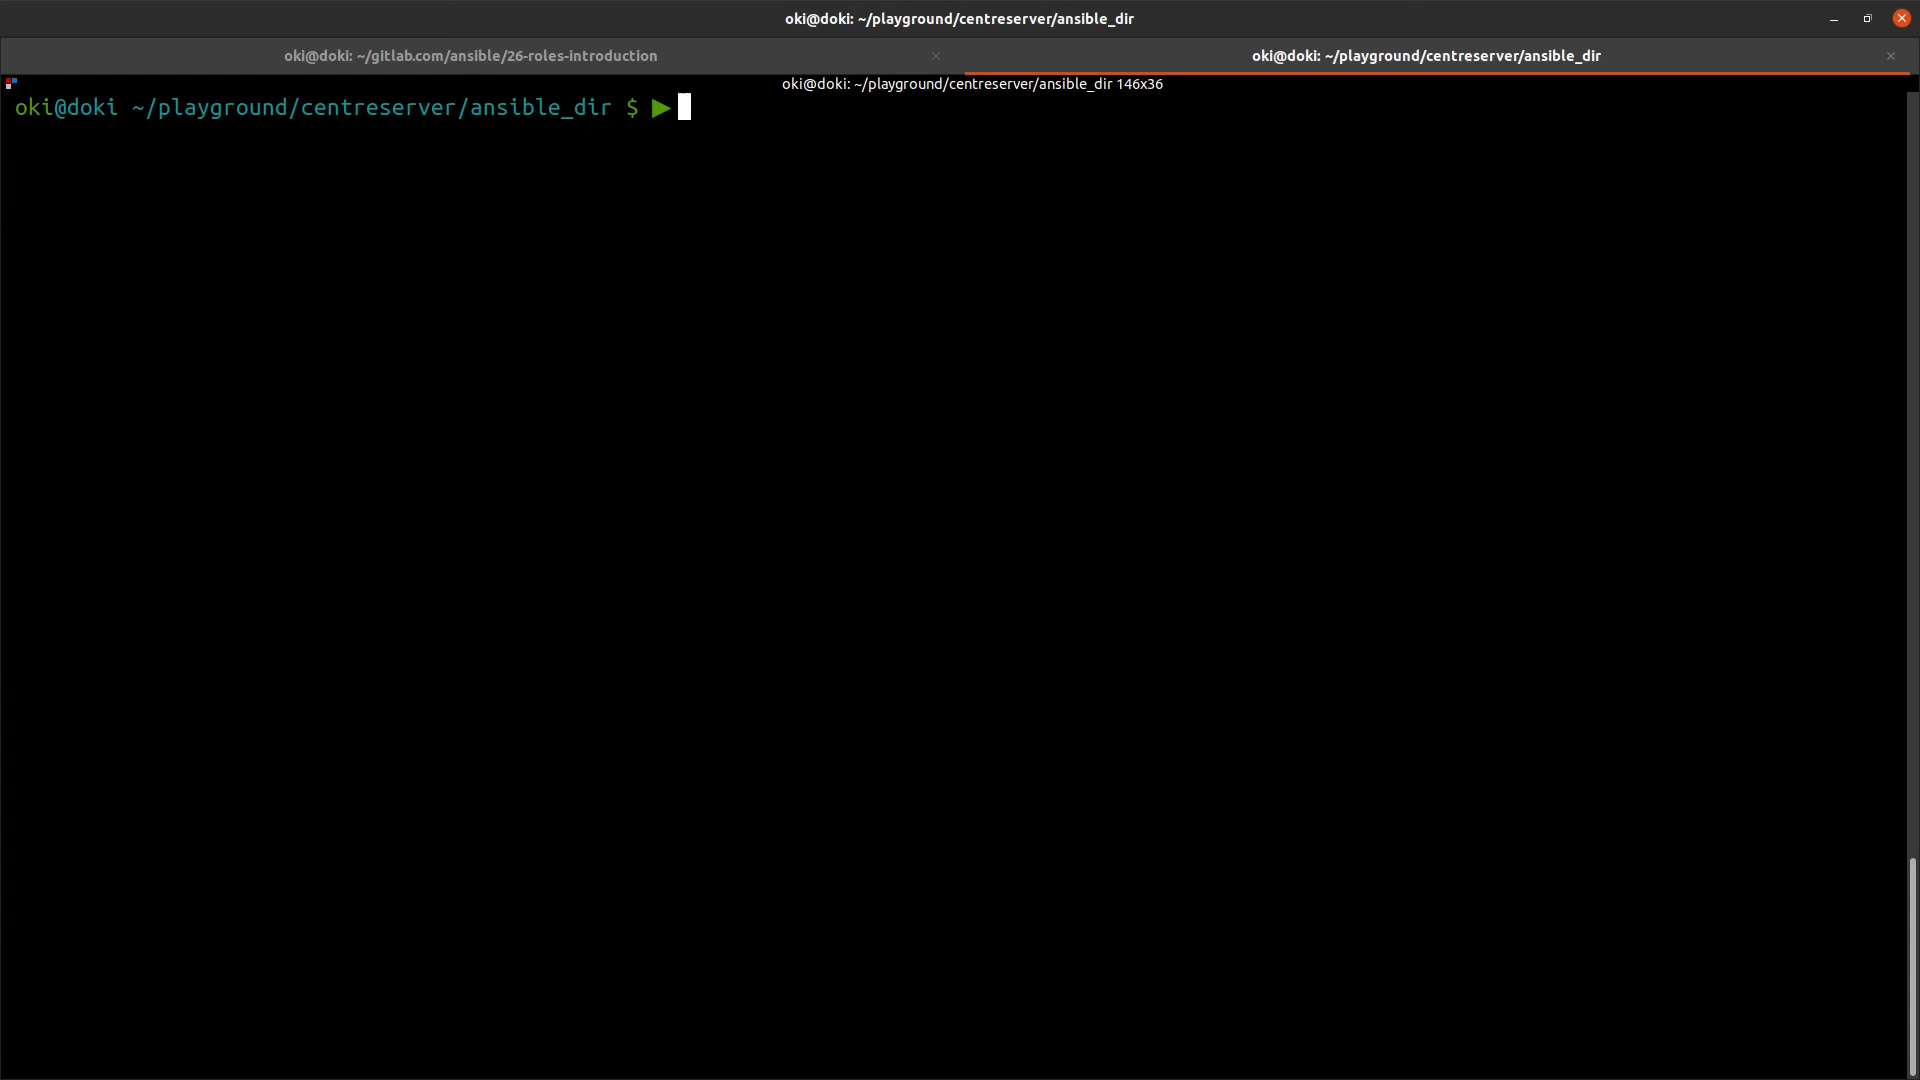 oki@doki: ~/playground/centreserver/ansible_dir
oki@doki: ~/gitlab.com/ansible/26-roles-introduction
oki@doki: ~/playground/centreserver/ansible_dir
oki@doki: ~/playground/centreserver/ansible_dir 146x36
oki@doki ~/playground/centreserver/ansible_dir $ ▶